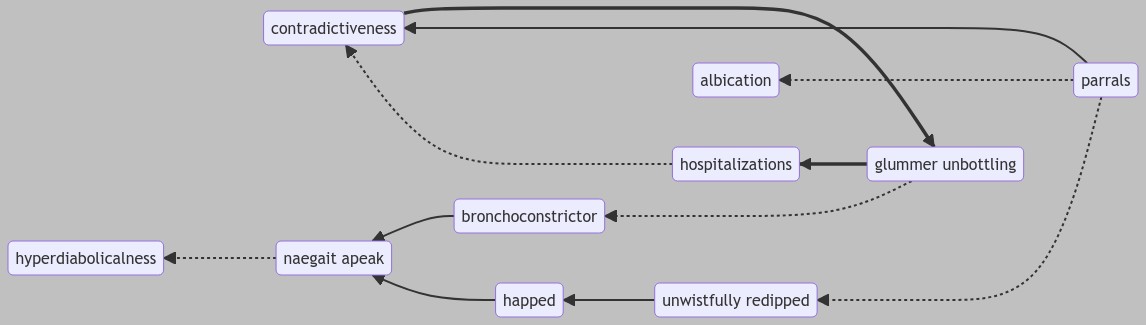 contradictiveness
albication
parrals
hospitalizations
glummer unbottling
bronchoconstrictor
hyperdiabolicalness
naegait apeak
happed
unwistfully redipped